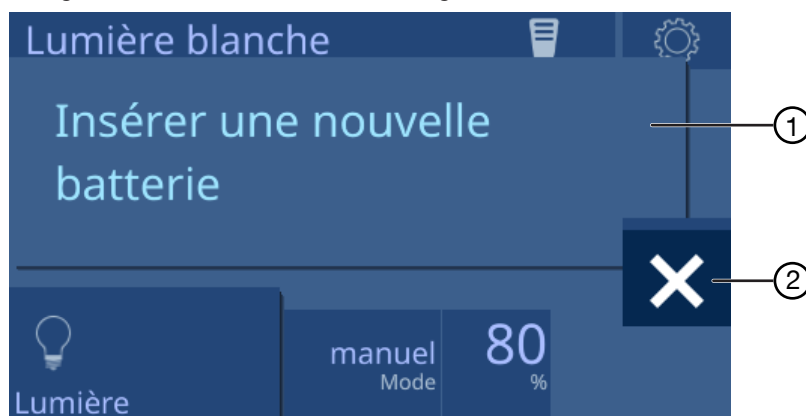 Lumière blanche
Insérer une nouvelle
batterie
1
2
manuel
80
Mode
%
Lumière